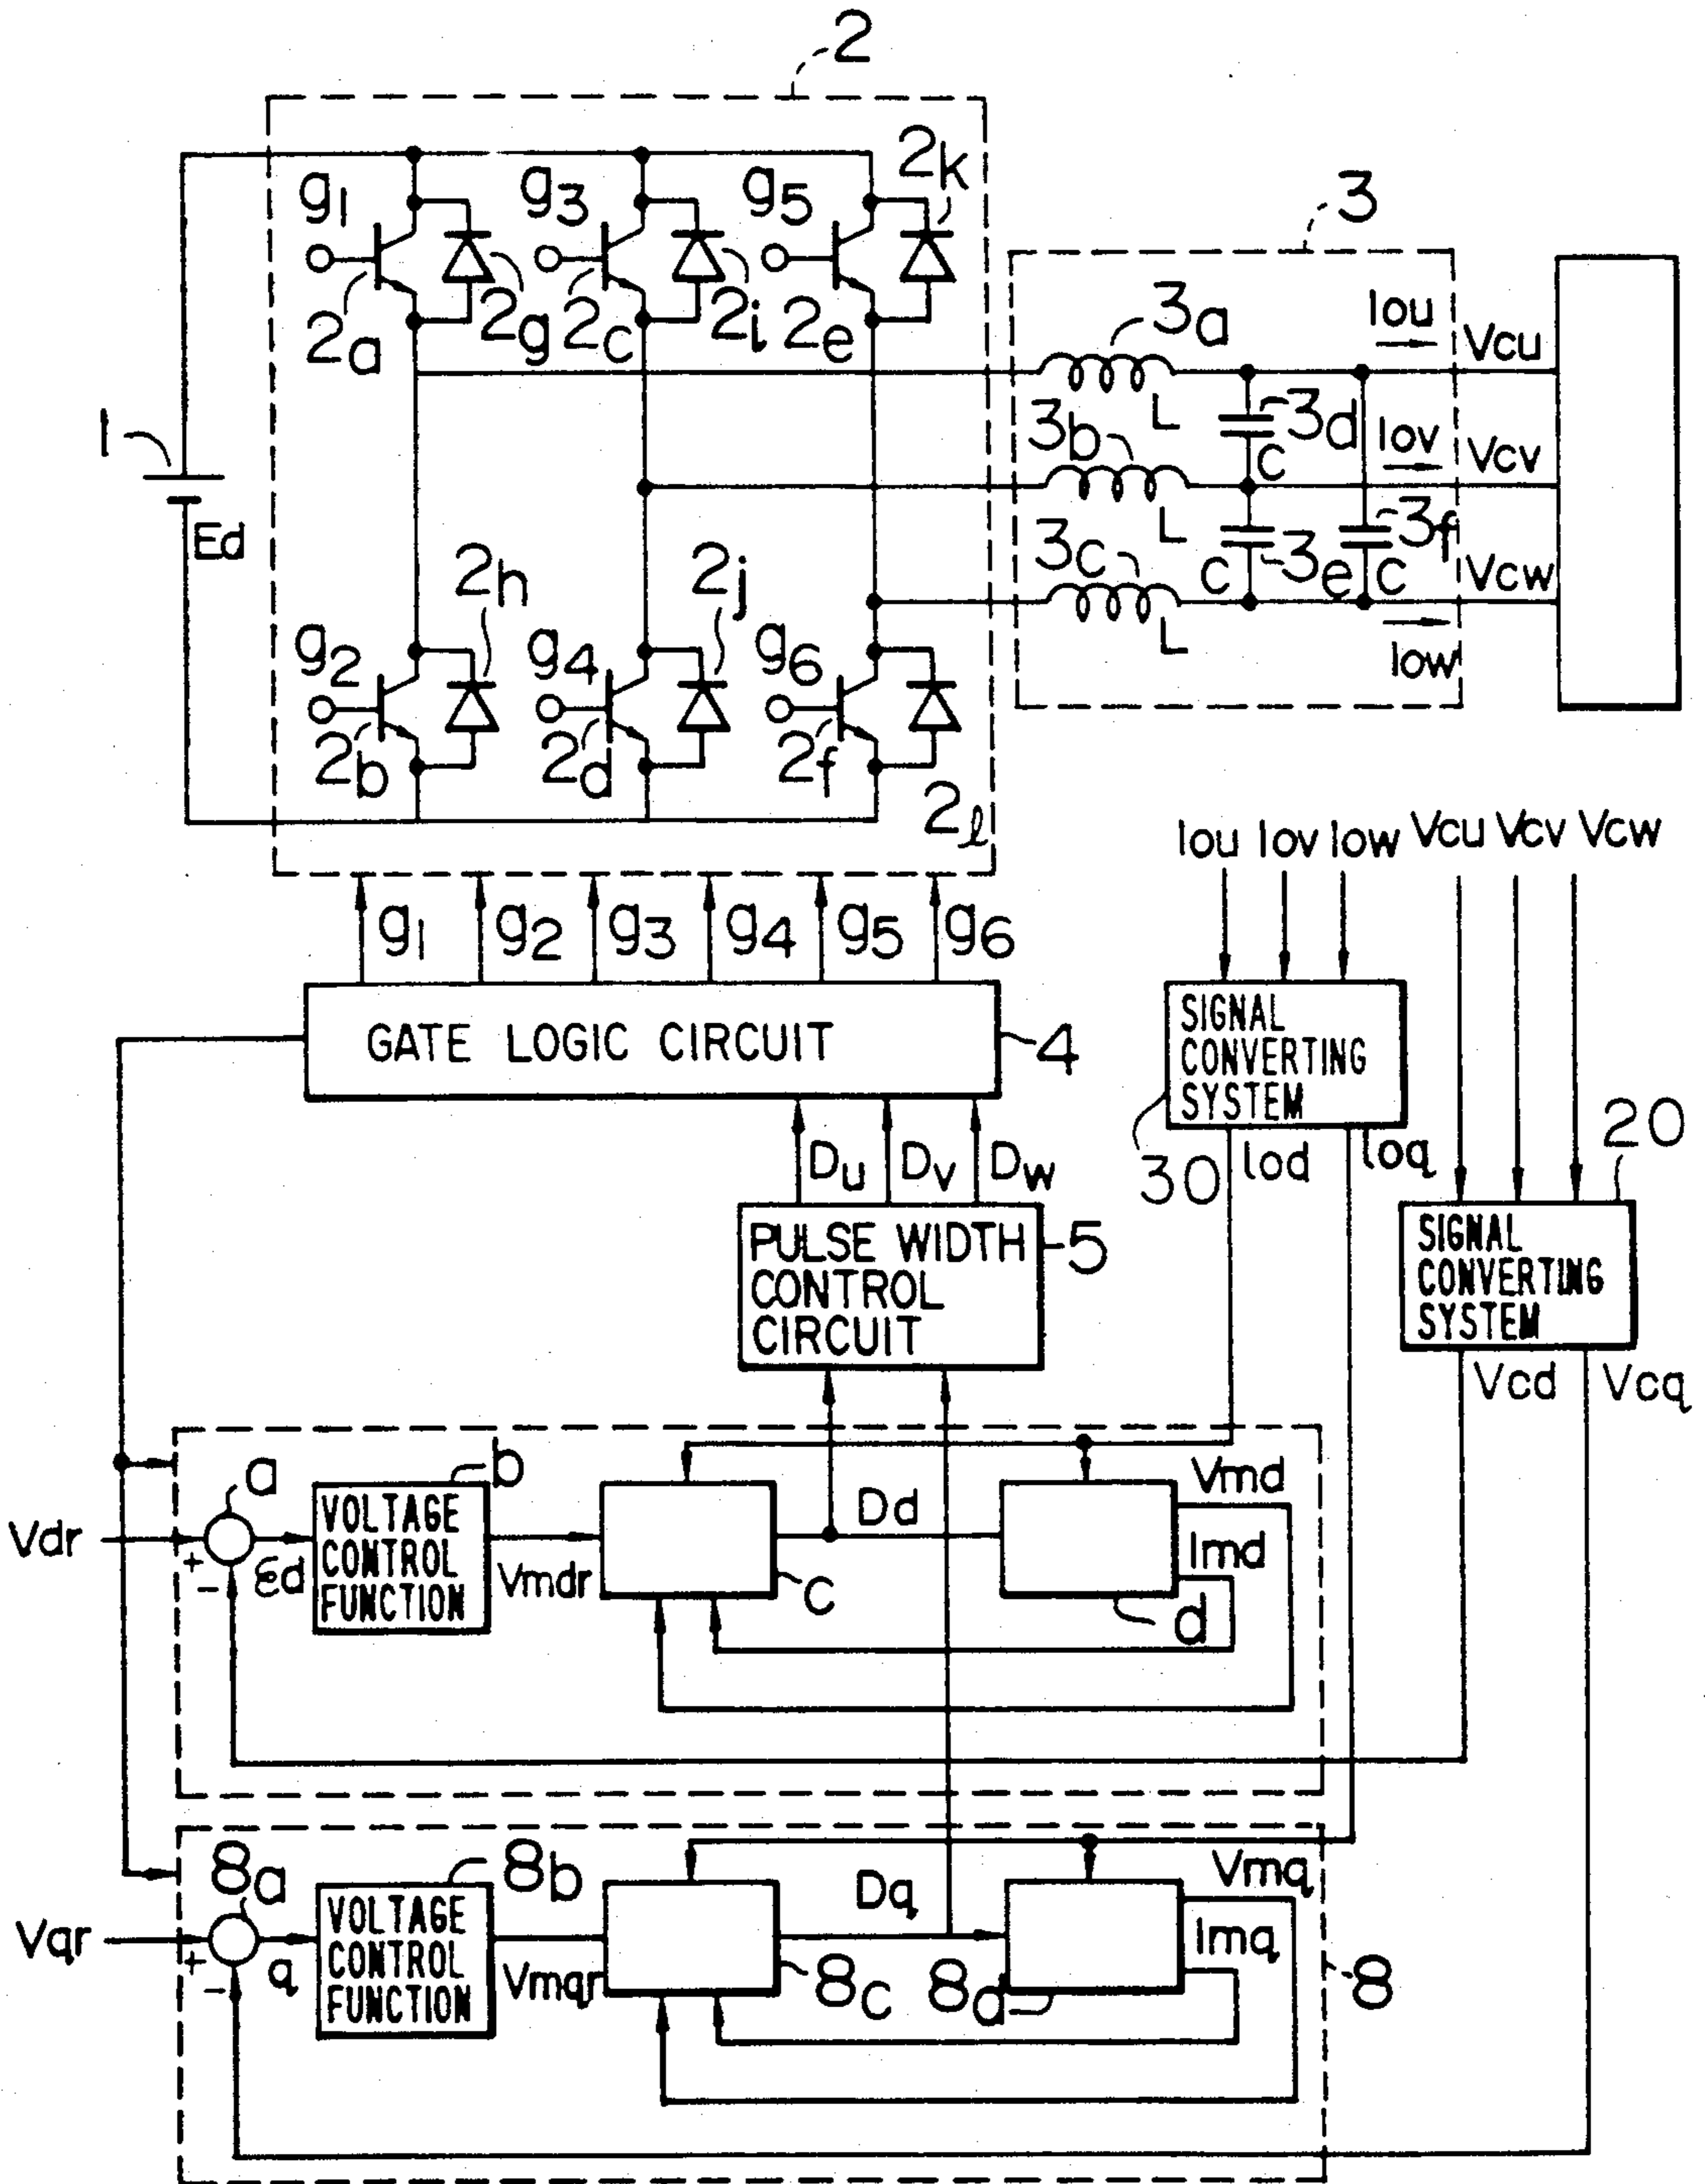 2
g1
g3
g5
2k
2a
2g
2c
2i
2e
3
3a
Iou
Vcu
L
3d
3b
c
Iov
Vcv
L
3f
3c
c
3e
c
Vcw
L
Iow
1
Ed
2h
2j
g2
g4
g6
2b
2d
2f
2l
Iou Iov Iow Vcu Vcv Vcw
g1 g2 g3 g4 g5 g6
GATE LOGIC CIRCUIT
4
SIGNAL
CONVERTING
SYSTEM
30
Iod
Ioq
20
Du Dv Dw
PULSE WIDTH
CONTROL
CIRCUIT
5
SIGNAL
CONVERTING
SYSTEM
Vcd
Vcq
a
b
Vdr
+
-
εd
VOLTAGE
CONTROL
FUNCTION
Vmdr
c
Dd
Vmd
Imd
d
8a
8b
Vqr
+
-
q
VOLTAGE
CONTROL
FUNCTION
Vmqr
8c
Dq
8d
Vmq
Imq
8